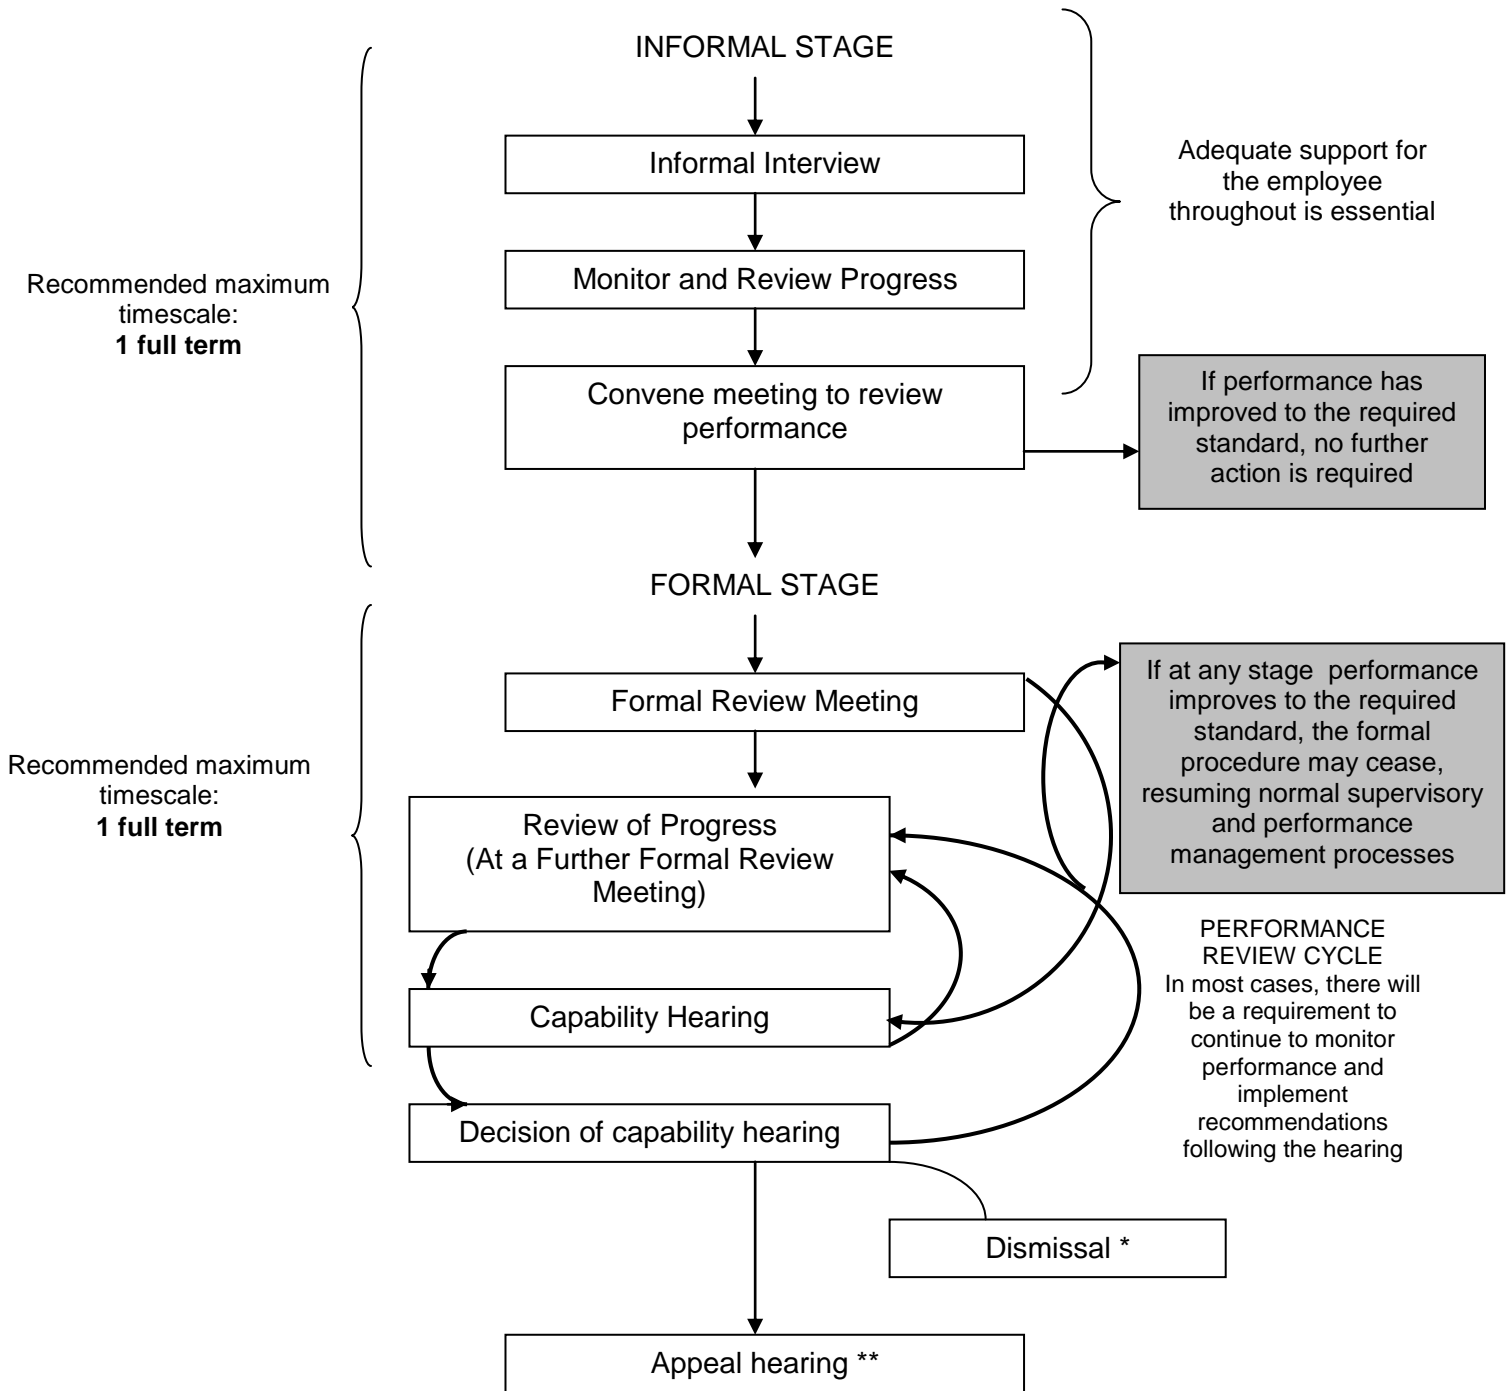 INFORMAL STAGE
Informal Interview
Adequate support for
the employee
throughout is essential
Monitor and Review Progress
Recommended maximum
timescale:
1 full term
Convene meeting to review
performance
If performance has
improved to the required
standard, no further
action is required
FORMAL STAGE
Formal Review Meeting
If at any stage  performance
improves to the required
standard, the formal
procedure may cease,
resuming normal supervisory
and performance
management processes
Recommended maximum
timescale:
1 full term
Review of Progress
(At a Further Formal Review
Meeting)
PERFORMANCE
REVIEW CYCLE
In most cases, there will
be a requirement to
continue to monitor
performance and
implement
recommendations
following the hearing
Capability Hearing
Decision of capability hearing
Dismissal *
Appeal hearing **